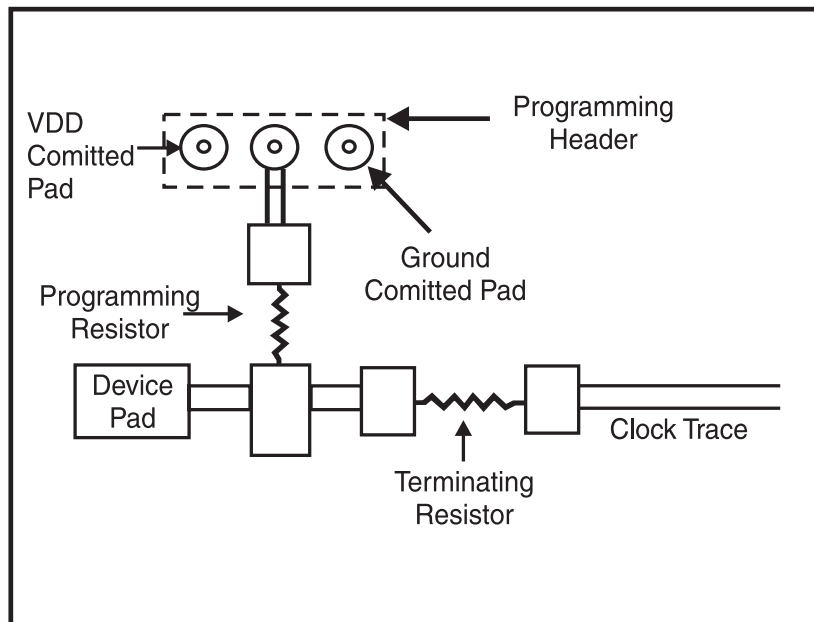 VDD
Comitted
Pad
Programming
Header
Ground
Comitted Pad
Programming
Resistor
Device
Pad
Clock Trace
Terminating
Resistor